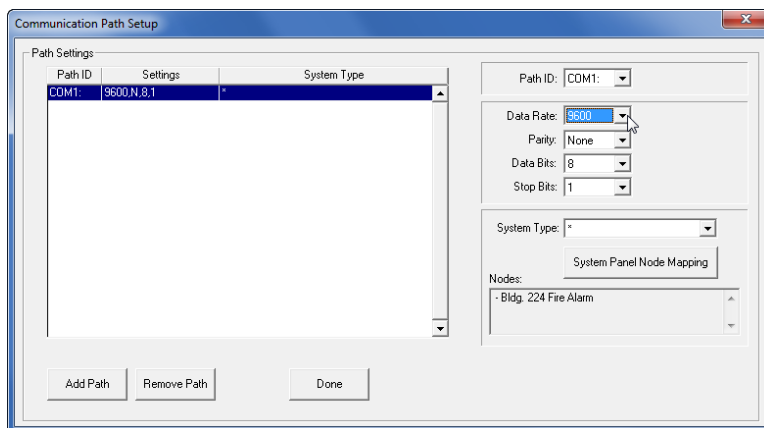 Communication Path Setup
Path Settings
Path ID Settings System Type
COM1: 9600,N,8,1 *
Path ID: COM1:
Data Rate: 9600
Parity: None
Data Bits: 8
Stop Bits: 1
System Type: *
System Panel Node Mapping
Nodes:
- Bldg. 224 Fire Alarm
Add Path Remove Path Done